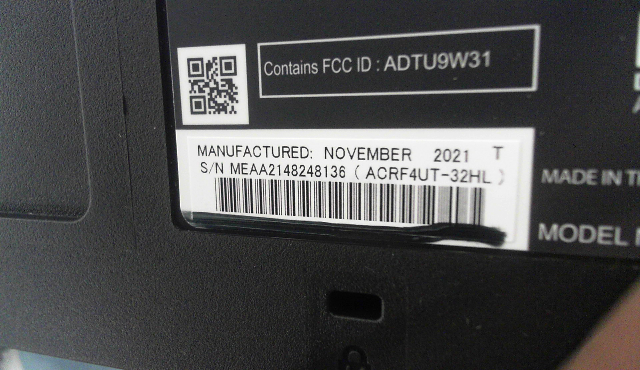 Contains FCC ID : ADTU9W31
MANUFACTURED: NOVEMBER 2021 T
S/N MEAA2148248136 ( ACRF4UT-32HL )
MADE IN
MODEL